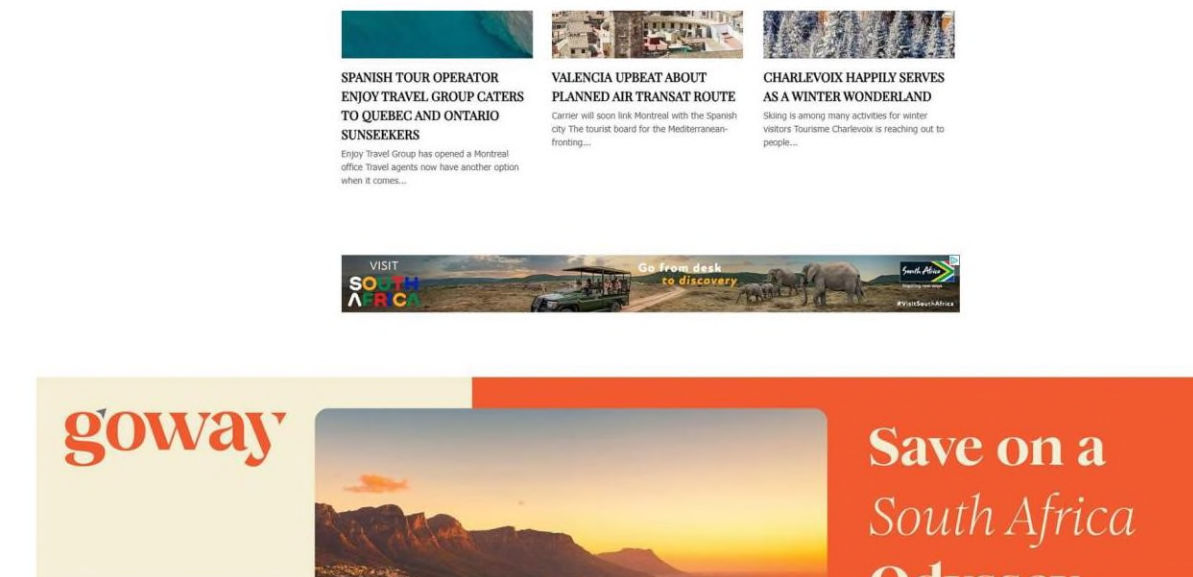 SPANISH TOUR OPERATOR
ENJOY TRAVEL GROUP CATERS
TO QUEBEC AND ONTARIO
SUNSEEKERS
Enjoy Travel Group has opened a Montreal
office Travel agents now have another option
when it comes...
VALENCIA UPBEAT ABOUT
PLANNED AIR TRANSAT ROUTE
Carrier will soon link Montreal with the Spanish
city The tourist board for the Mediterranean-
fronting...
CHARLEVOIX HAPPILY SERVES
AS A WINTER WONDERLAND
Skiing is among many activities for winter
visitors Tourisme Charlevoix is reaching out to
people...
VISIT
SOUTH
AFRICA
Go from desk
to discovery
South Africa
Inspiring new ways
#VisitSouthAfrica
goway
Save on a
South Africa
Odyssey